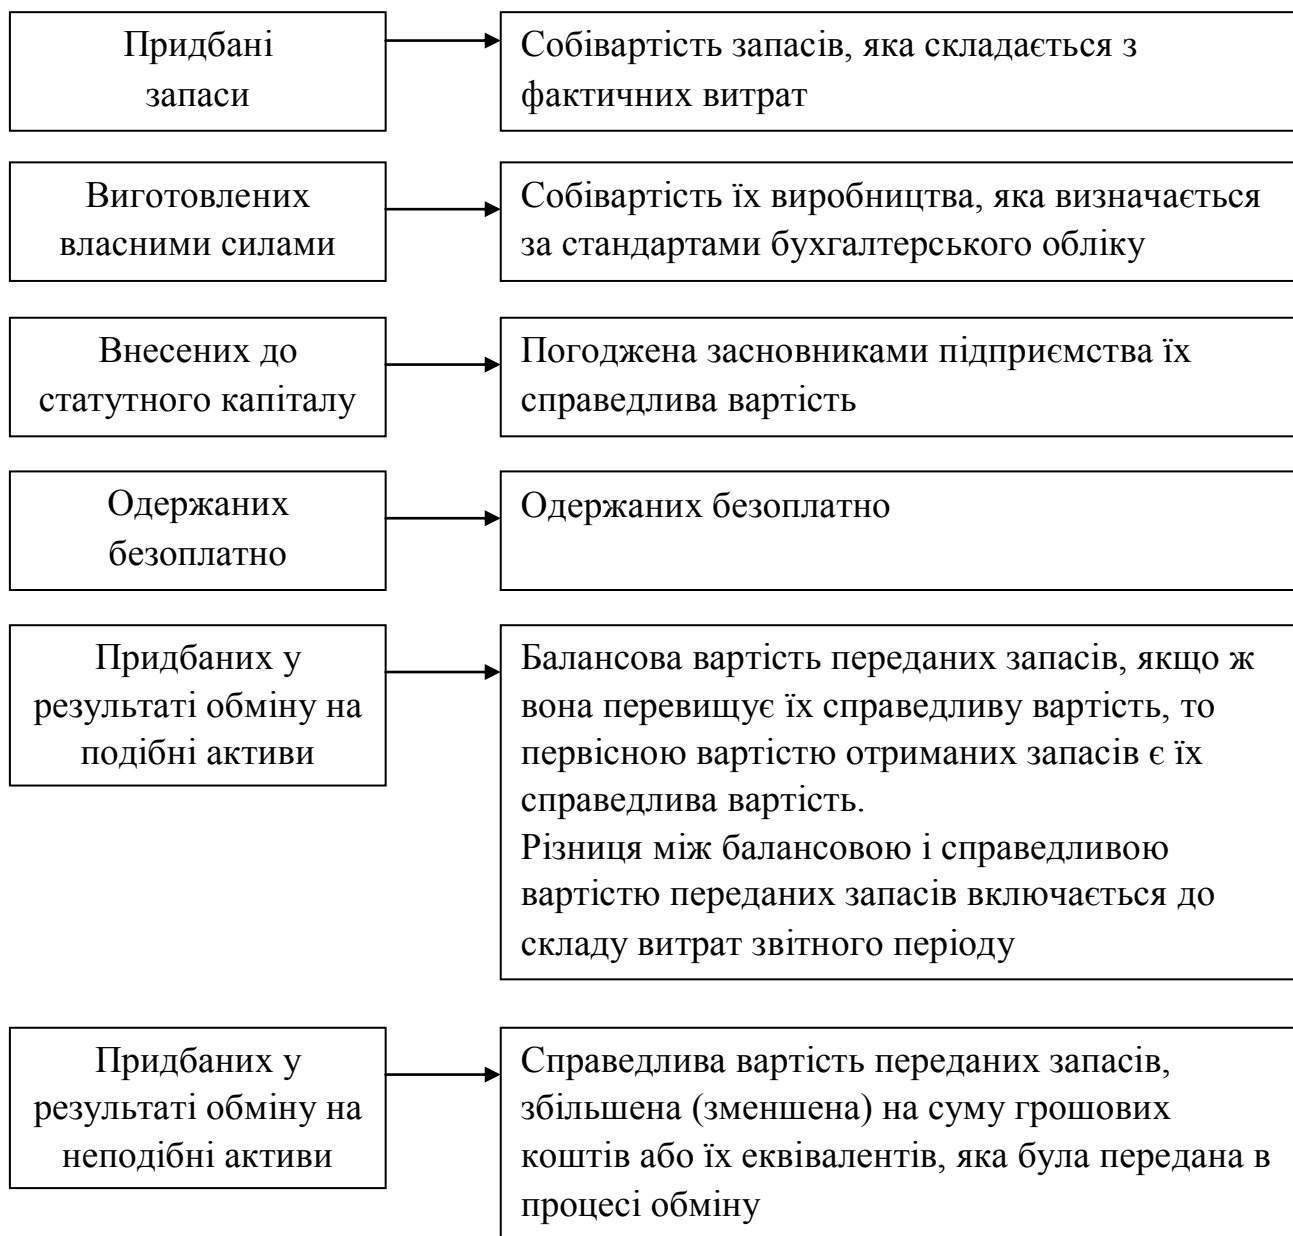 Придбані
запаси
Собівартість запасів, яка складається з
фактичних витрат
Виготовлених
власними силами
Собівартість їх виробництва, яка визначається
за стандартами бухгалтерського обліку
Внесених до
статутного капіталу
Погоджена засновниками підприємства їх
справедлива вартість
Одержаних
безоплатно
Одержаних безоплатно
Придбаних у
результаті обміну на
подібні активи
Балансова вартість переданих запасів, якщо ж
вона перевищує їх справедливу вартість, то
первісною вартістю отриманих запасів є їх
справедлива вартість.
Різниця між балансовою і справедливою
вартістю переданих запасів включається до
складу витрат звітного періоду
Придбаних у
результаті обміну на
неподібні активи
Справедлива вартість переданих запасів,
збільшена (зменшена) на суму грошових
коштів або їх еквівалентів, яка була передана в
процесі обміну